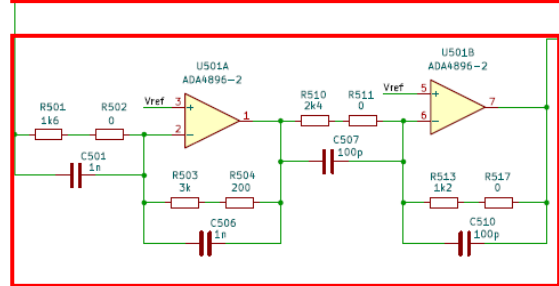 U501A
ADA4896-2
U501B
ADA4896-2
R501
1k6
R502
0
Vref
3
+
2
−
1
R510
2k4
R511
0
Vref
5
+
6
−
7
C501
1n
C507
100p
R503
3k
R504
200
R513
1k2
R517
0
C506
1n
C510
100p